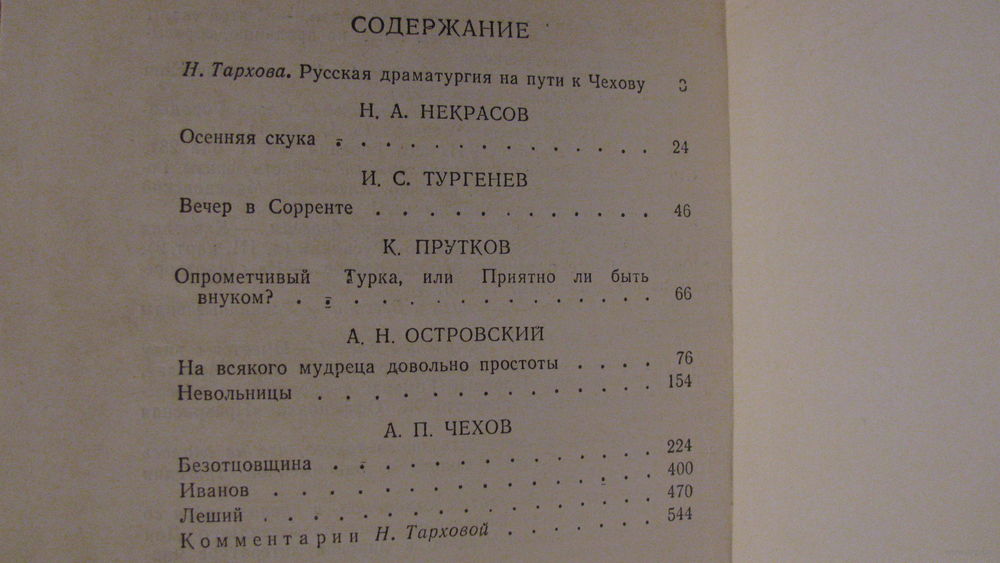 СОДЕРЖАНИЕ
Н. Тархова. Русская драматургия на пути к Чехову 3
Н. А. НЕКРАСОВ
Осенняя скука . . . . . . . . . . . . 24
И. С. ТУРГЕНЕВ
Вечер в Сорренте . . . . . . . . . . . 46
К. ПРУТКОВ
Опрометчивый Турка, или Приятно ли быть
внуком? . . . . . . . . . . . . . 66
А. Н. ОСТРОВСКИЙ
На всякого мудреца довольно простоты . . . . 76
Невольницы . . . . . . . . . . . . . 154
А. П. ЧЕХОВ
Безотцовщина . . . . . . . . . . . . 224
Иванов . . . . . . . . . . . . . . . 400
Леший . . . . . . . . . . . . . . . 470
Комментарии Н. Тарховой . . . . . . 544